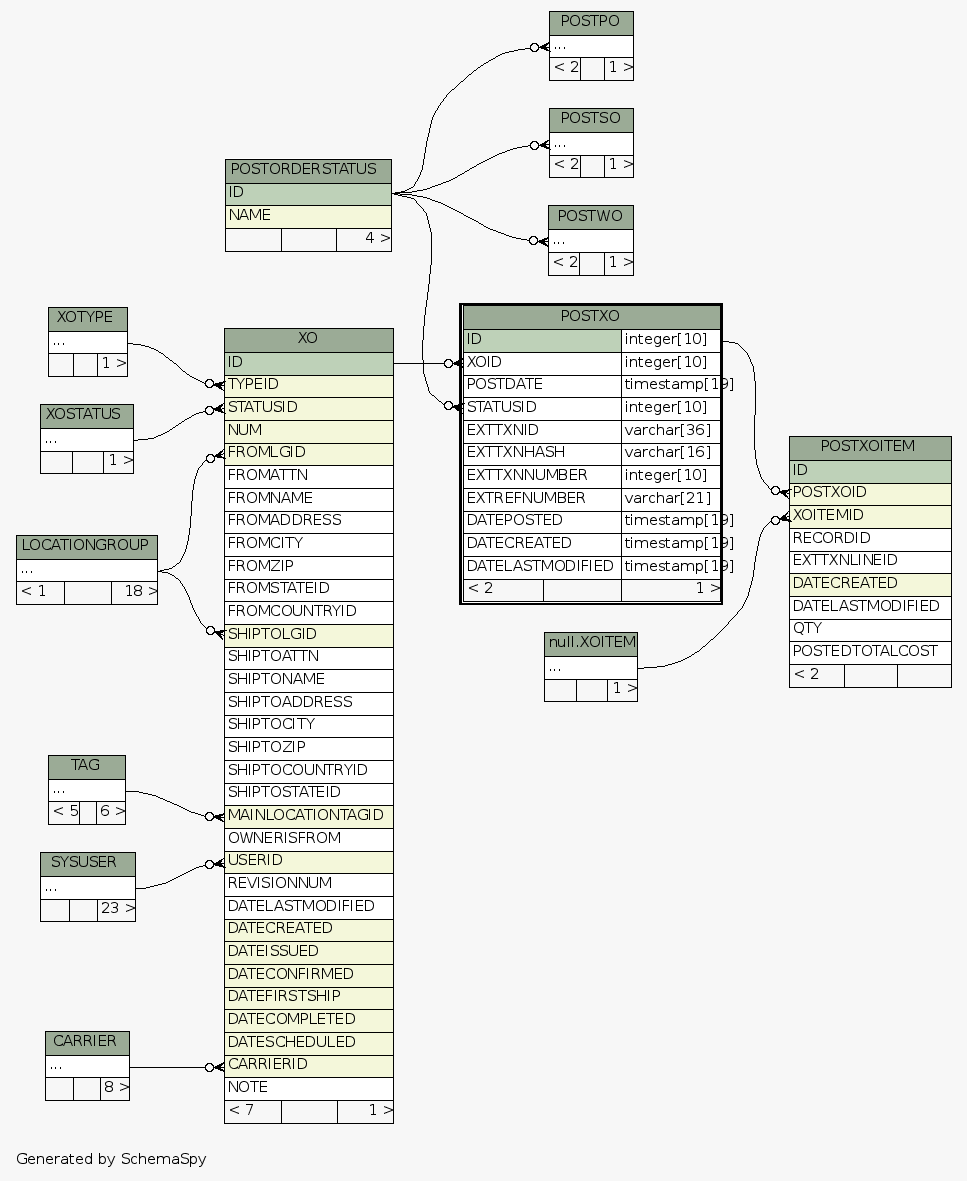 POSTPO
...
< 2 1 >
POSTSO
...
< 2 1 >
POSTORDERSTATUS
ID
NAME
4 >
POSTWO
...
< 2 1 >
XOTYPE
...
1 >
XOSTATUS
...
1 >
LOCATIONGROUP
...
< 1 18 >
TAG
...
< 5 6 >
SYSUSER
...
23 >
CARRIER
...
8 >
XO
ID
TYPEID
STATUSID
NUM
FROMLGID
FROMATTN
FROMNAME
FROMADDRESS
FROMCITY
FROMZIP
FROMSTATEID
FROMCOUNTRYID
SHIPTOLGID
SHIPTOATTN
SHIPTONAME
SHIPTOADDRESS
SHIPTOCITY
SHIPTOZIP
SHIPTOCOUNTRYID
SHIPTOSTATEID
MAINLOCATIONTAGID
OWNERISFROM
USERID
REVISIONNUM
DATELASTMODIFIED
DATECREATED
DATEISSUED
DATECONFIRMED
DATEFIRSTSHIP
DATECOMPLETED
DATESCHEDULED
CARRIERID
NOTE
< 7 1 >
POSTXO
ID integer[10]
XOID integer[10]
POSTDATE timestamp[19]
STATUSID integer[10]
EXTTXNID varchar[36]
EXTTXNHASH varchar[16]
EXTTXNNUMBER integer[10]
EXTREFNUMBER varchar[21]
DATEPOSTED timestamp[19]
DATECREATED timestamp[19]
DATELASTMODIFIED timestamp[19]
< 2 1 >
null.XOITEM
...
1 >
POSTXOITEM
ID
POSTXOID
XOITEMID
RECORDID
EXTTXNLINEID
DATECREATED
DATELASTMODIFIED
QTY
POSTEDTOTALCOST
< 2
Generated by SchemaSpy